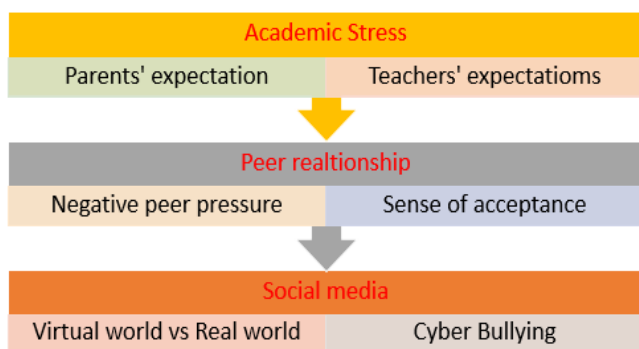 Academic Stress
Parents' expectation Teachers' expectatioms
Peer realtionship
Negative peer pressure Sense of acceptance
Social media
Virtual world vs Real world Cyber Bullying